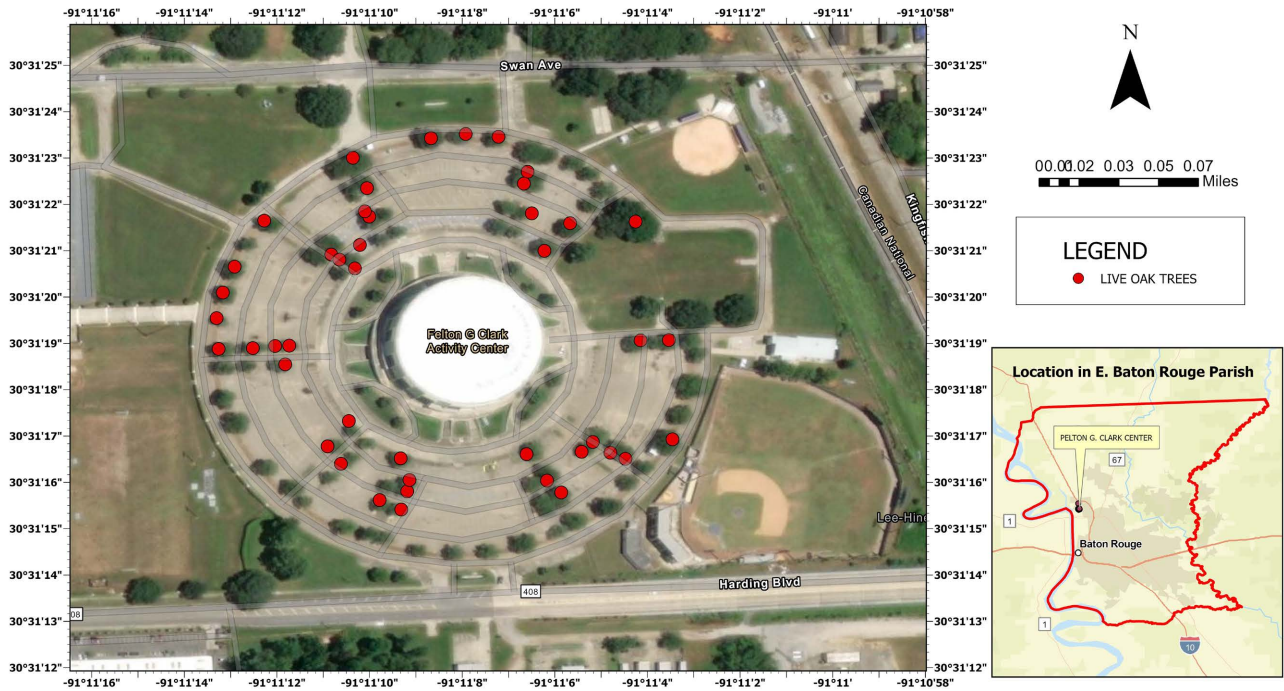 -91°11'16" -91°11'14" -91°11'12" -91°11'10" -91°11'8" -91°11'6" -91°11'4" -91°11'2" -91°11' -91°10'58"
30°31'25" 30°31'25"
30°31'24" 30°31'24"
30°31'23" 30°31'23"
30°31'22" 30°31'22"
30°31'21" 30°31'21"
30°31'20" 30°31'20"
30°31'19" 30°31'19"
30°31'18" 30°31'18"
30°31'17" 30°31'17"
30°31'16" 30°31'16"
30°31'15" 30°31'15"
30°31'14" 30°31'14"
30°31'13" 30°31'13"
30°31'12" 30°31'12"
-91°11'16" -91°11'14" -91°11'12" -91°11'10" -91°11'8" -91°11'6" -91°11'4" -91°11'2" -91°11' -91°10'58"
Swan Ave
Canadian National
Kingfis
Felton G Clark
Activity Center
Lee-Hine
Harding Blvd
408
08
N
0.02 0.03 0.05 0.07
Miles
LEGEND
LIVE OAK TREES
Location in E. Baton Rouge Parish
PELTON G. CLARK CENTER
67
1
Baton Rouge
1
10